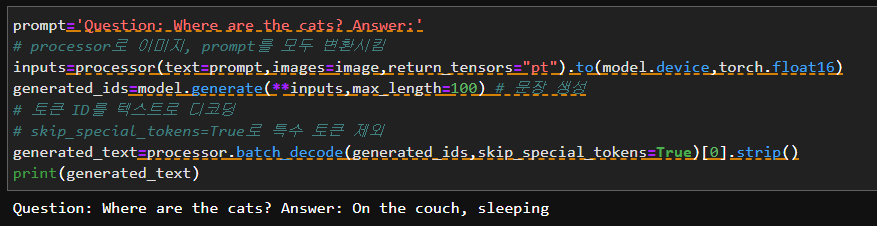 prompt='Question: Where are the cats? Answer:'
# processor로 이미지, prompt를 모두 변환시킴
inputs=processor(text=prompt,images=image,return_tensors="pt").to(model.device,torch.float16)
generated_ids=model.generate(**inputs,max_length=100) # 문장 생성
# 토큰 ID를 텍스트로 디코딩
# skip_special_tokens=True로 특수 토큰 제외
generated_text=processor.batch_decode(generated_ids,skip_special_tokens=True)[0].strip()
print(generated_text)
Question: Where are the cats? Answer: On the couch, sleeping